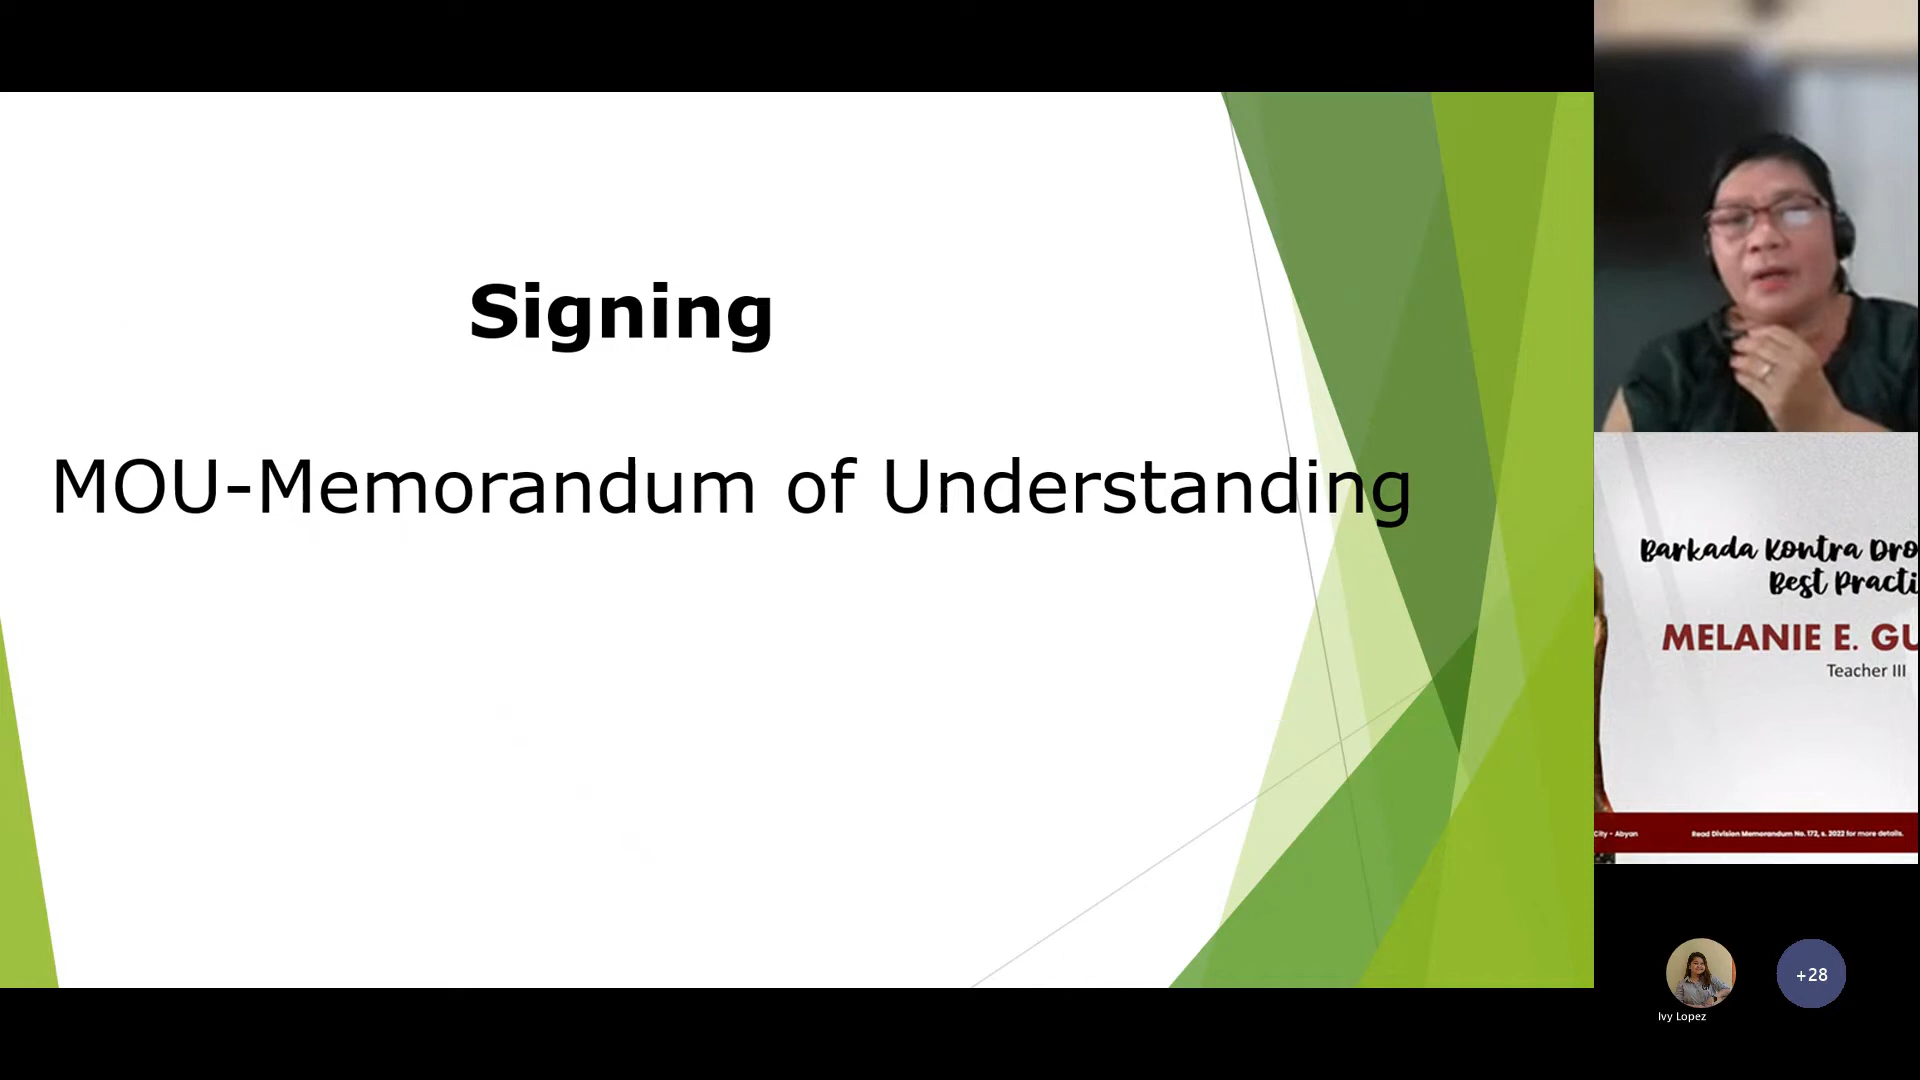 Signing
MOU-Memorandum of Understanding
Barkada Kontra Dro
Best Practi
MELANIE E. GU
Teacher III
City - Abyan
Read Division Memorandum No. 172, s. 2022 for more details.
Ivy Lopez
+28